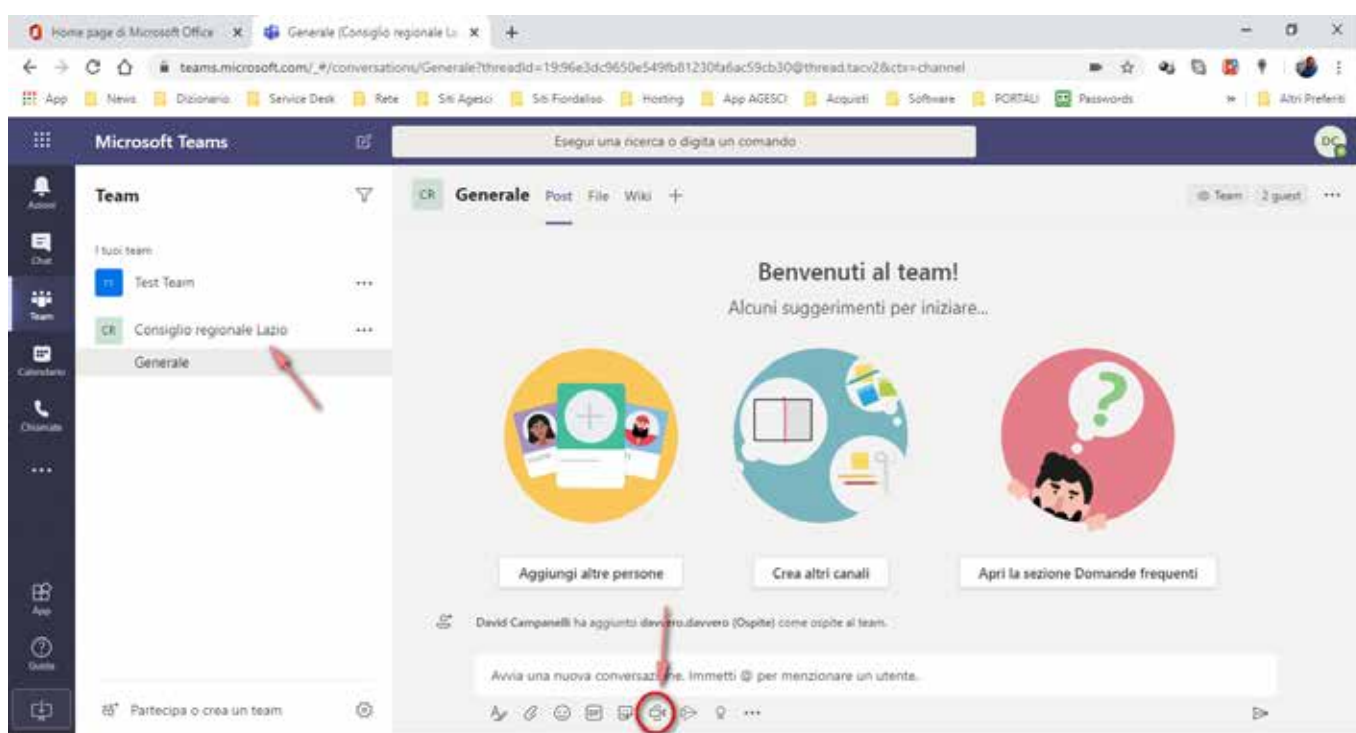 Home page di Microsoft Office
Generale (Consiglio regionale La
teams.microsoft.com/_#/conversations/Generale?threadId=19:96e3dc9650e549fb81230fa6ac59cb30@thread.tacv2&ctx=channel
App News Dizionario Service Desk Rete Siti Agesci Siti Fiordaliso Hosting App AGESCI Acquisti Software PORTALI Passwords » Altri Preferiti
Microsoft Teams
Esegui una ricerca o digita un comando
DC
Team
CR Generale Post File Wiki +
Team 2 guest ...
Chat
I tuoi team
TT Test Team ...
Team
CR Consiglio regionale Lazio ...
Generale
Calendario
Chiamate
...
Benvenuti al team!
Alcuni suggerimenti per iniziare...
Aggiungi altre persone
Crea altri canali
Apri la sezione Domande frequenti
App
David Campanelli ha aggiunto davvero.davvero (Ospite) come ospite al team.
Guida
Avvia una nuova conversazione. Immetti @ per menzionare un utente.
Partecipa o crea un team
GIF
...